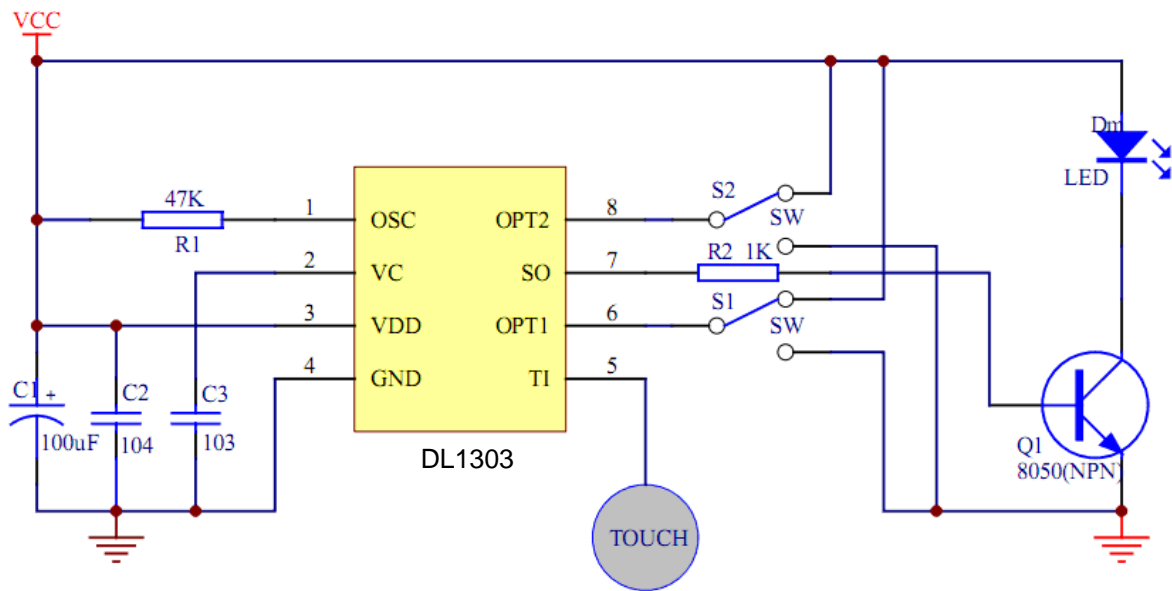 VCC
Dm
LED
47K
R1
1
OSC
OPT2
8
S2
SW
2
VC
SO
7
R2 1K
3
VDD
OPT1
6
S1
SW
4
GND
TI
5
C1
+
100uF
C2
104
C3
103
DL1303
TOUCH
Q1
8050(NPN)